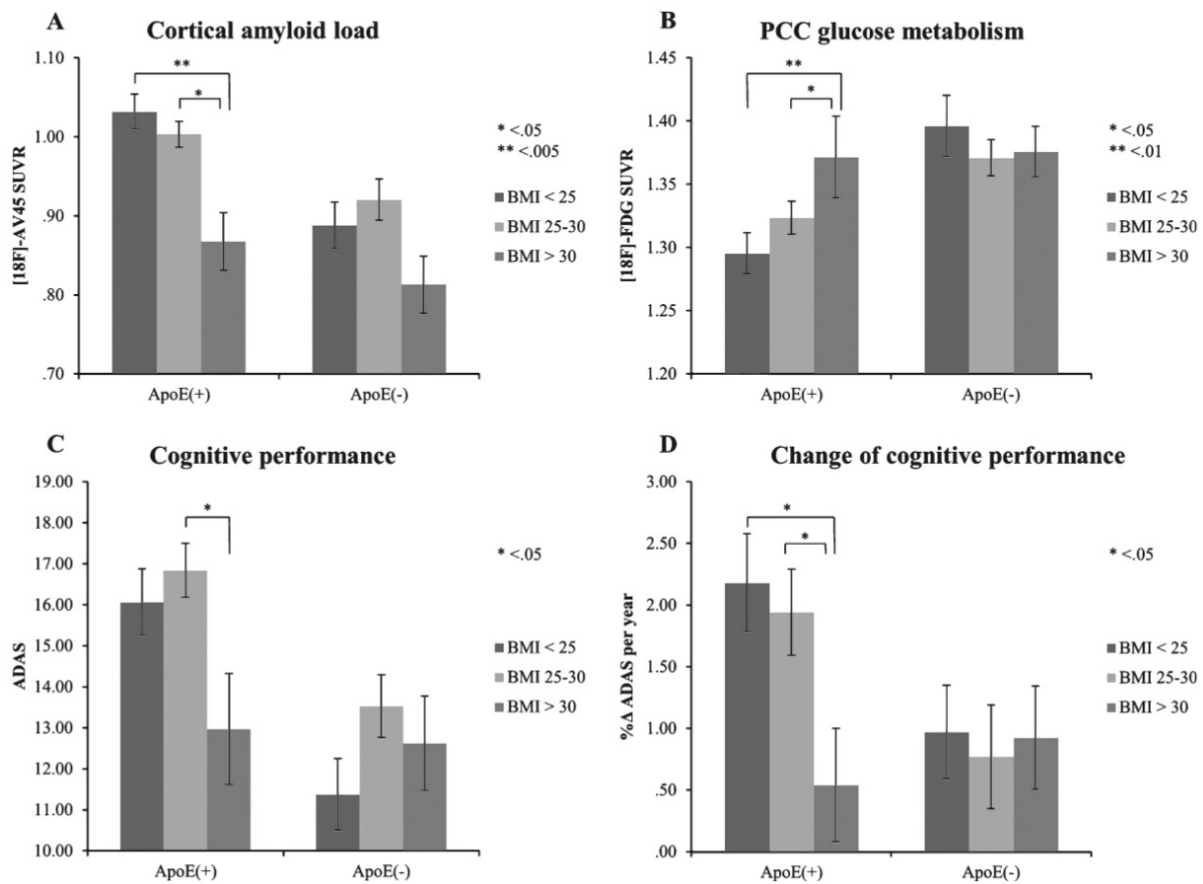 A
Cortical amyloid load
[18F]-AV45 SUVR
1.10
1.00
.90
.80
.70
**
*
ApoE(+)
ApoE(-)
* <.05
** <.005
BMI < 25
BMI 25-30
BMI > 30
B
PCC glucose metabolism
[18F]-FDG SUVR
1.45
1.40
1.35
1.30
1.25
1.20
**
*
ApoE(+)
ApoE(-)
* <.05
** <.01
BMI < 25
BMI 25-30
BMI > 30
C
Cognitive performance
ADAS
19.00
18.00
17.00
16.00
15.00
14.00
13.00
12.00
11.00
10.00
*
ApoE(+)
ApoE(-)
* <.05
BMI < 25
BMI 25-30
BMI > 30
D
Change of cognitive performance
%Δ ADAS per year
3.00
2.50
2.00
1.50
1.00
.50
.00
*
*
ApoE(+)
ApoE(-)
* <.05
BMI < 25
BMI 25-30
BMI > 30